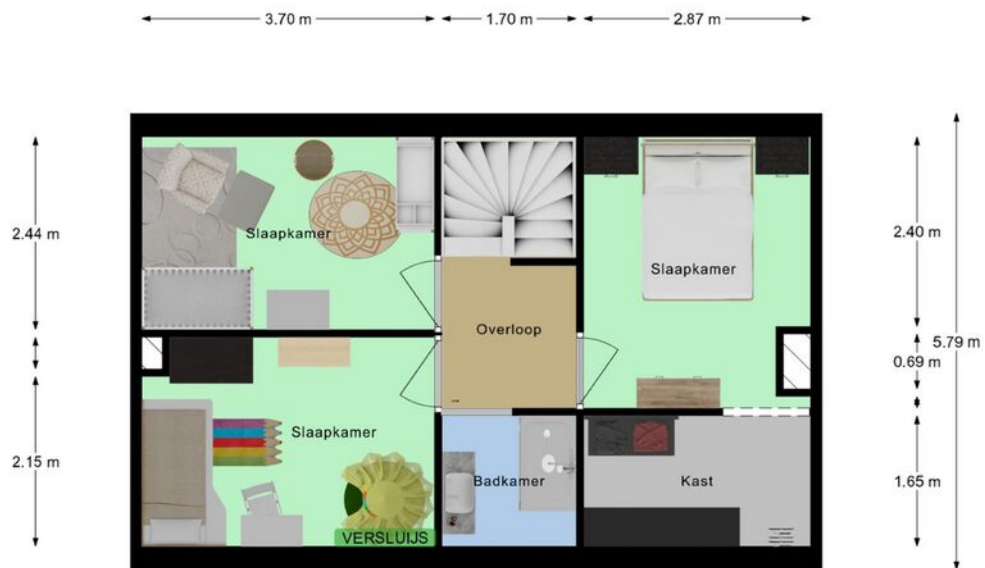 3.70 m
1.70 m
2.87 m
2.44 m
2.15 m
2.40 m
0.69 m
5.79 m
1.65 m
Slaapkamer
Slaapkamer
Overloop
Slaapkamer
Badkamer
Kast
VERSLUIJS